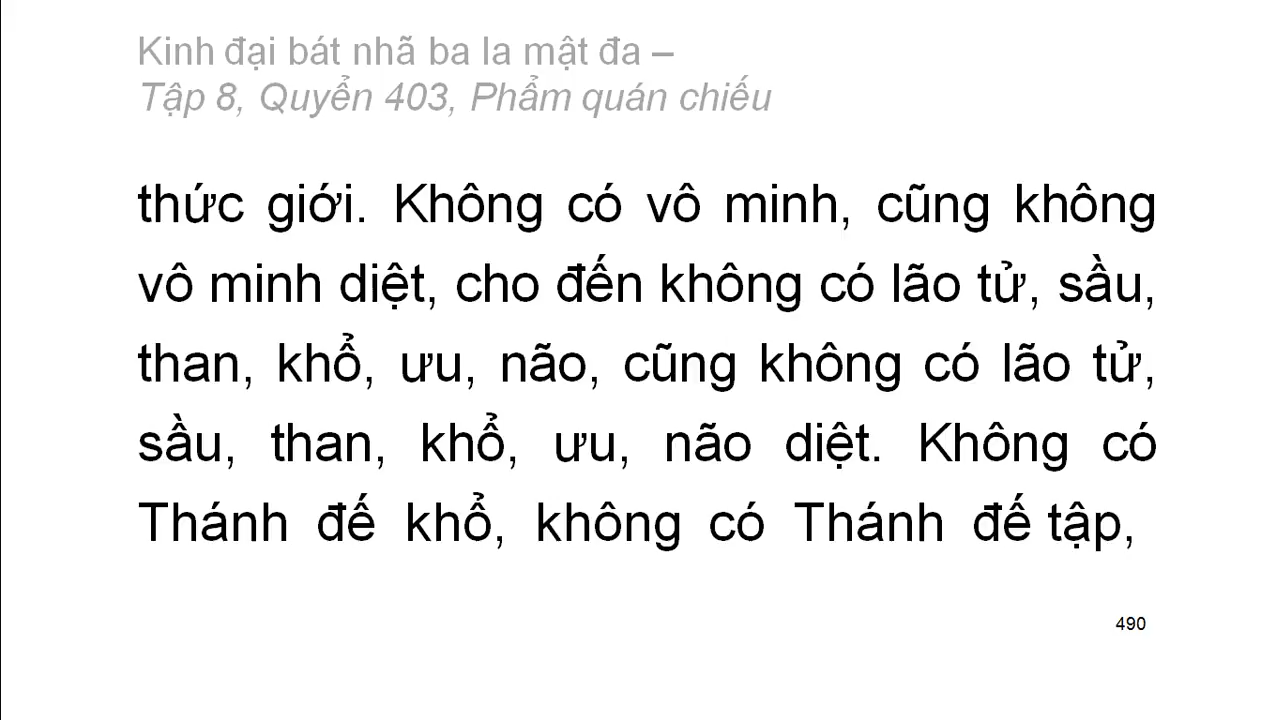 Kinh đại bát nhã ba la mật đa –
Tập 8, Quyển 403, Phẩm quán chiếu
thức giới. Không có vô minh, cũng không
vô minh diệt, cho đến không có lão tử, sầu,
than, khổ, ưu, não, cũng không có lão tử,
sầu, than, khổ, ưu, não diệt. Không có
Thánh đế khổ, không có Thánh đế tập,
490